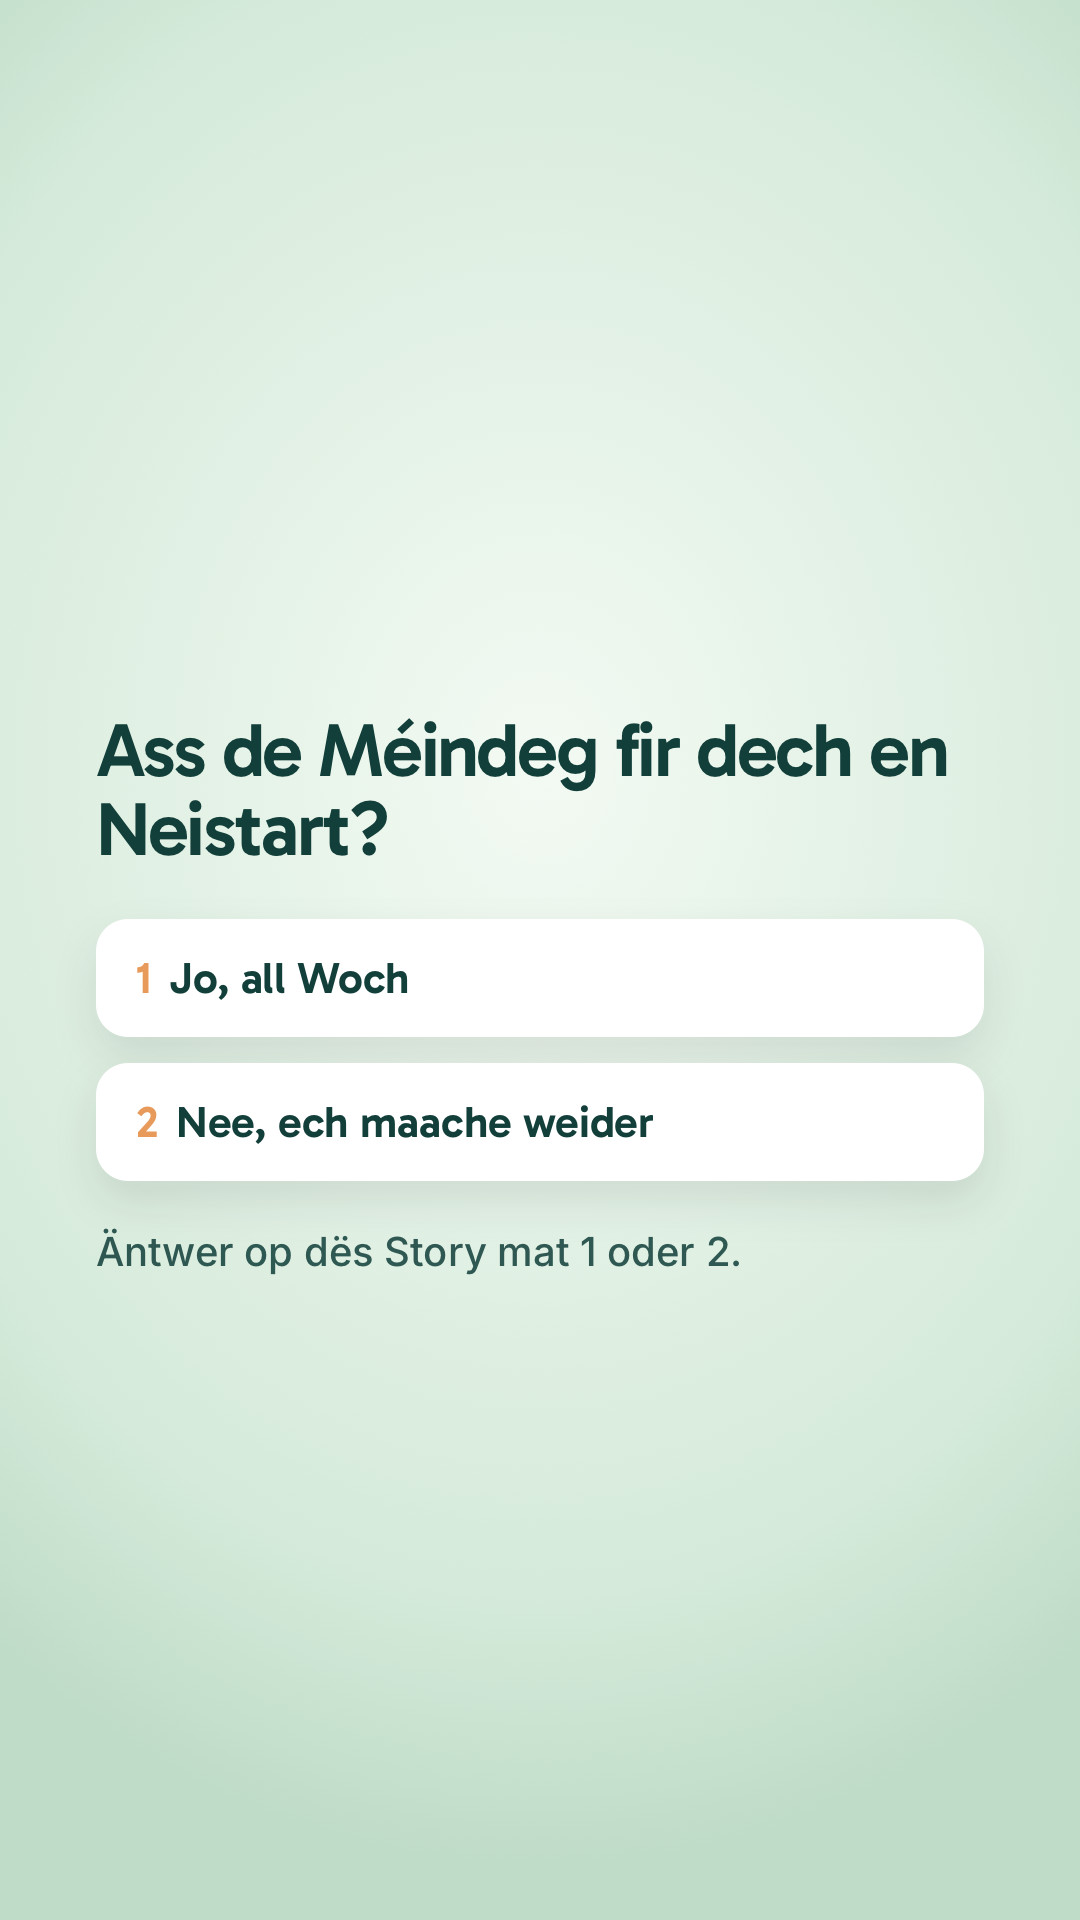 Ass de Méindeg fir dech en
Neistart?
1 Jo, all Woch
2 Nee, ech maache weider
Äntwer op dës Story mat 1 oder 2.